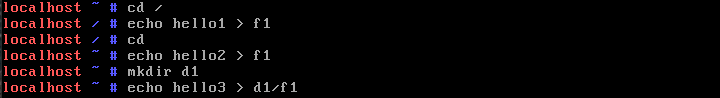 localhost ~ # cd /
localhost / # echo hello1 > f1
localhost / # cd
localhost ~ # echo hello2 > f1
localhost ~ # mkdir d1
localhost ~ # echo hello3 > d1/f1